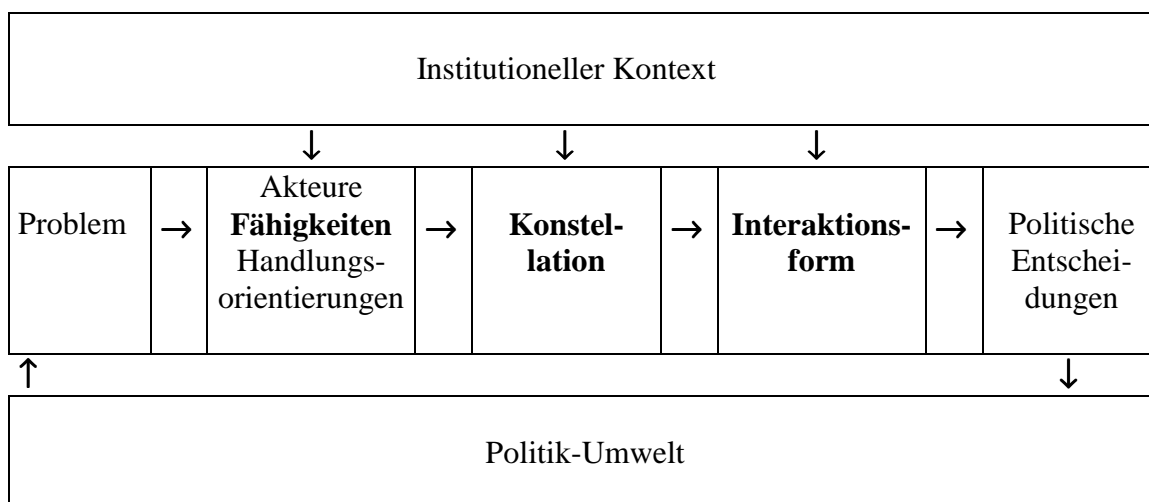 Institutioneller Kontext
↓ ↓ ↓
Problem
→
Akteure
Fähigkeiten
Handlungs-
orientierungen
→
Konstel-
lation
→
Interaktions-
form
→
Politische
Entschei-
dungen
↑ ↓
Politik-Umwelt